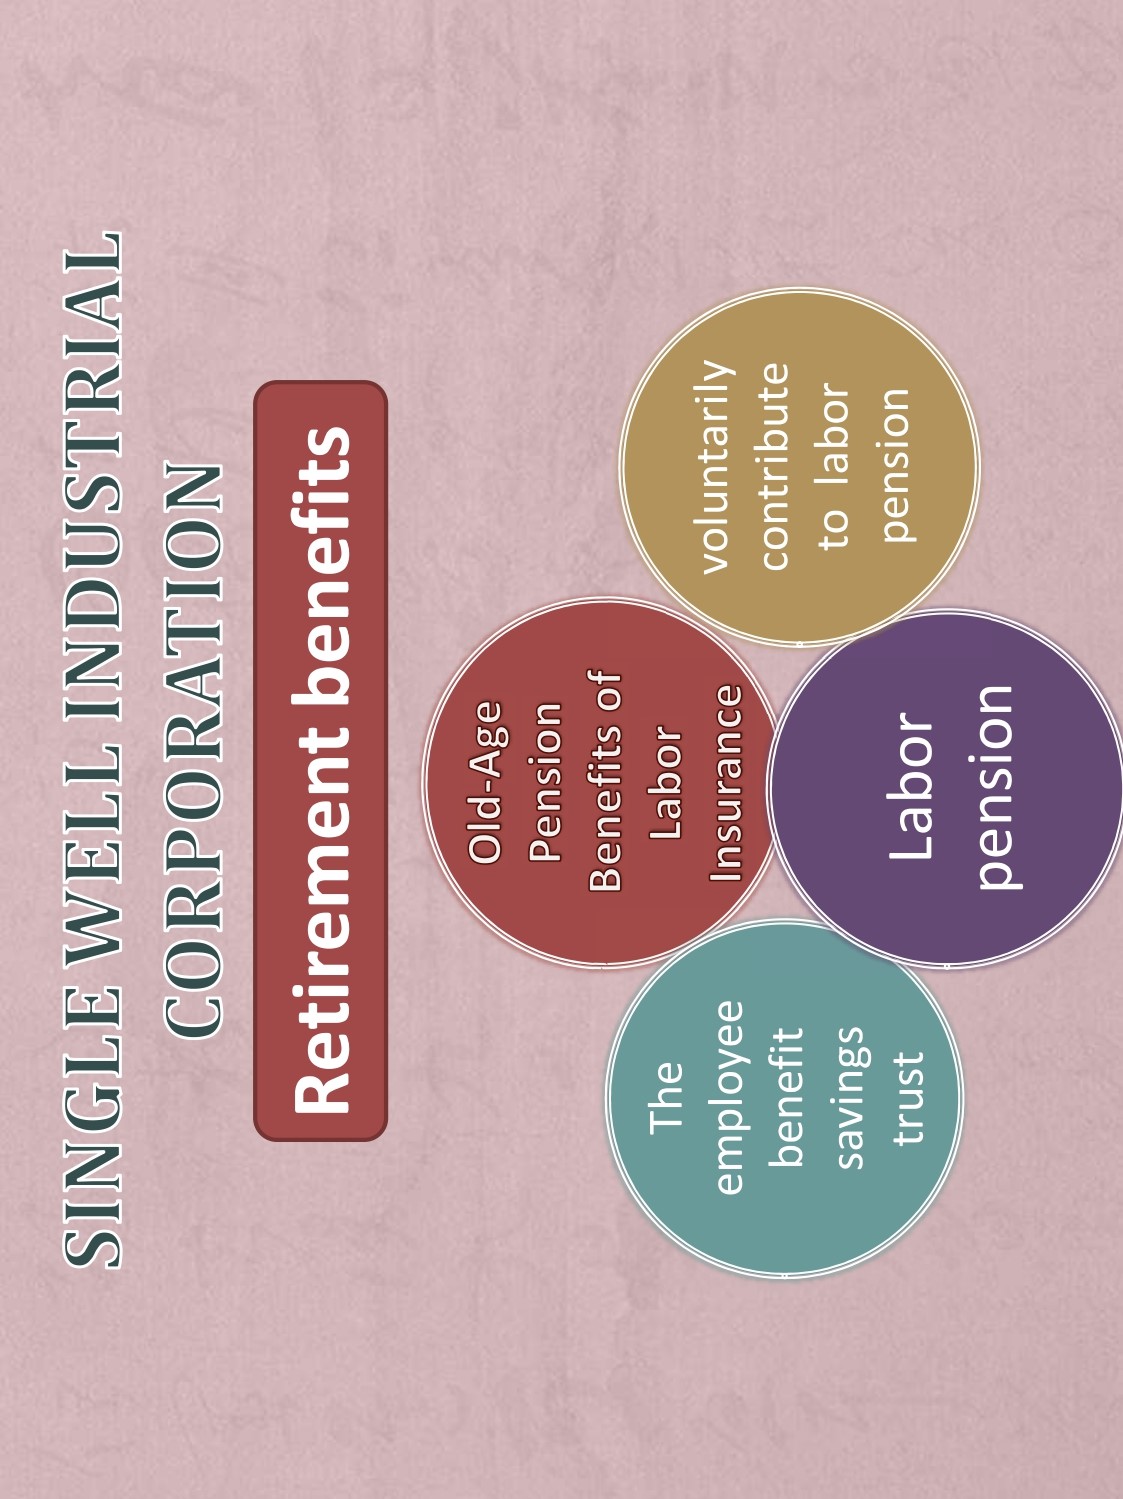 SINGLE WELL INDUSTRIAL
CORPORATION
Retirement benefits
Old-Age
Pension
Benefits of
Labor
Insurance
The
employee
benefit
savings
trust
voluntarily
contribute
to  labor
pension
Labor
pension